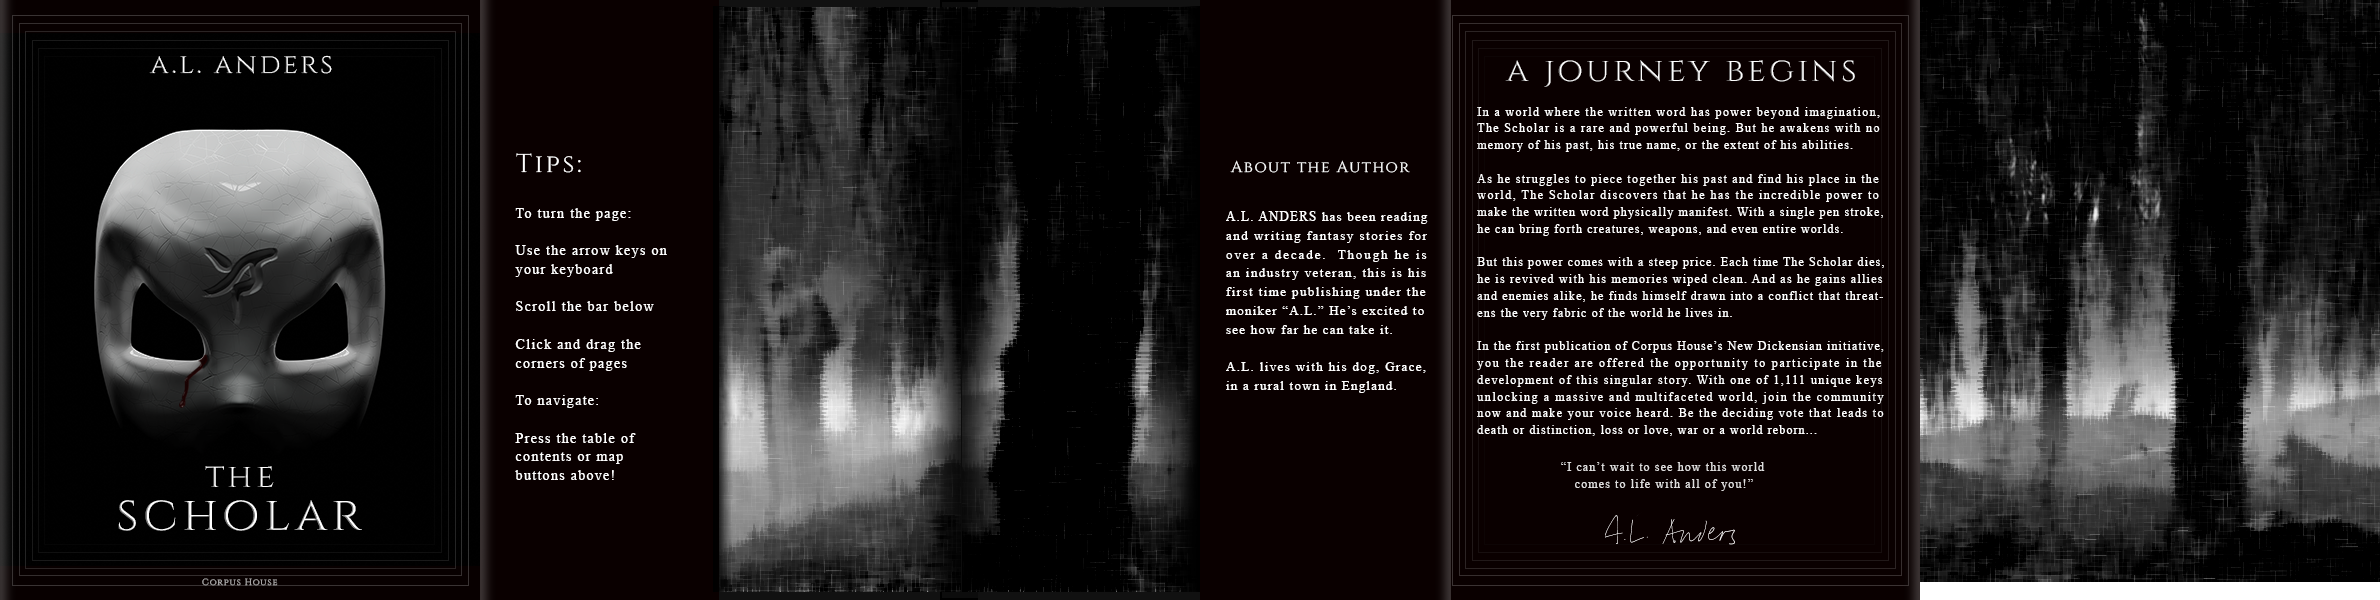 A.L. ANDERS
THE
SCHOLAR
CORPUS HOUSE
TIPS:
To turn the page:
Use the arrow keys on
your keyboard
Scroll the bar below
Click and drag the
corners of pages
To navigate:
Press the table of
contents or map
buttons above!
ABOUT THE AUTHOR
A.L. ANDERS has been reading
and writing fantasy stories for
over a decade. Though he is
an industry veteran, this is his
first time publishing under the
moniker “A.L.” He’s excited to
see how far he can take it.
A.L. lives with his dog, Grace,
in a rural town in England.
A JOURNEY BEGINS
In a world where the written word has power beyond imagination,
The Scholar is a rare and powerful being. But he awakens with no
memory of his past, his true name, or the extent of his abilities.
As he struggles to piece together his past and find his place in the
world, The Scholar discovers that he has the incredible power to
make the written word physically manifest. With a single pen stroke,
he can bring forth creatures, weapons, and even entire worlds.
But this power comes with a steep price. Each time The Scholar dies,
he is revived with his memories wiped clean. And as he gains allies
and enemies alike, he finds himself drawn into a conflict that threat-
ens the very fabric of the world he lives in.
In the first publication of Corpus House’s New Dickensian initiative,
you the reader are offered the opportunity to participate in the
development of this singular story. With one of 1,111 unique keys
unlocking a massive and multifaceted world, join the community
now and make your voice heard. Be the deciding vote that leads to
death or distinction, loss or love, war or a world reborn...
“I can’t wait to see how this world
comes to life with all of you!”
A.L. Anders